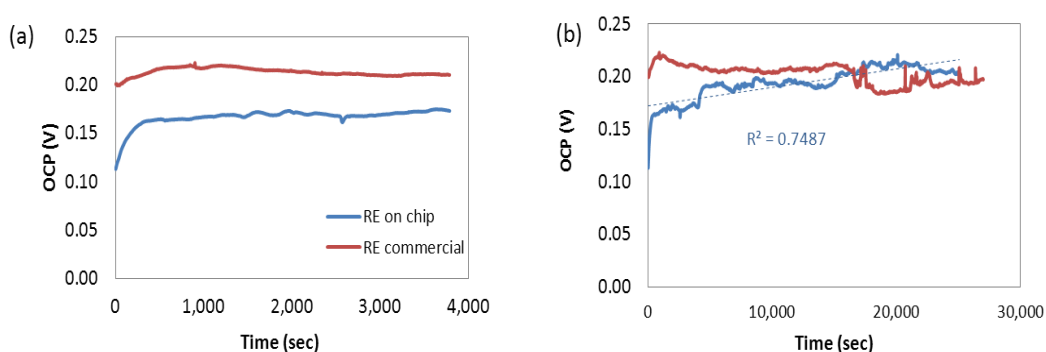 (a)
0.25
0.20
0.15
0.10
0.05
0.00
OCP (V)
RE on chip
RE commercial
0 1,000 2,000 3,000 4,000
Time (sec)
(b)
0.25
0.20
0.15
0.10
0.05
0.00
OCP (V)
R² = 0.7487
0 10,000 20,000 30,000
Time (sec)